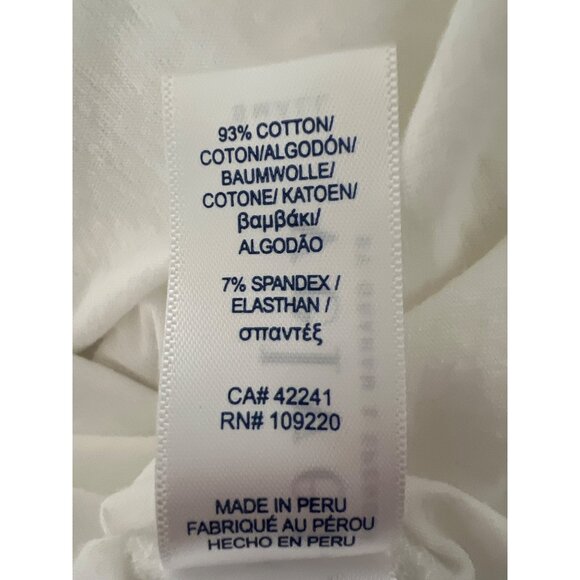 93% COTTON/
COTON/ALGODÓN/
BAUMWOLLE/
COTONE/ KATOEN/
βαμβάκι/
ALGODÃO
7% SPANDEX /
ELASTHAN /
σπαντέξ
CA# 42241
RN# 109220
MADE IN PERU
FABRIQUÉ AU PÉROU
HECHO EN PERU